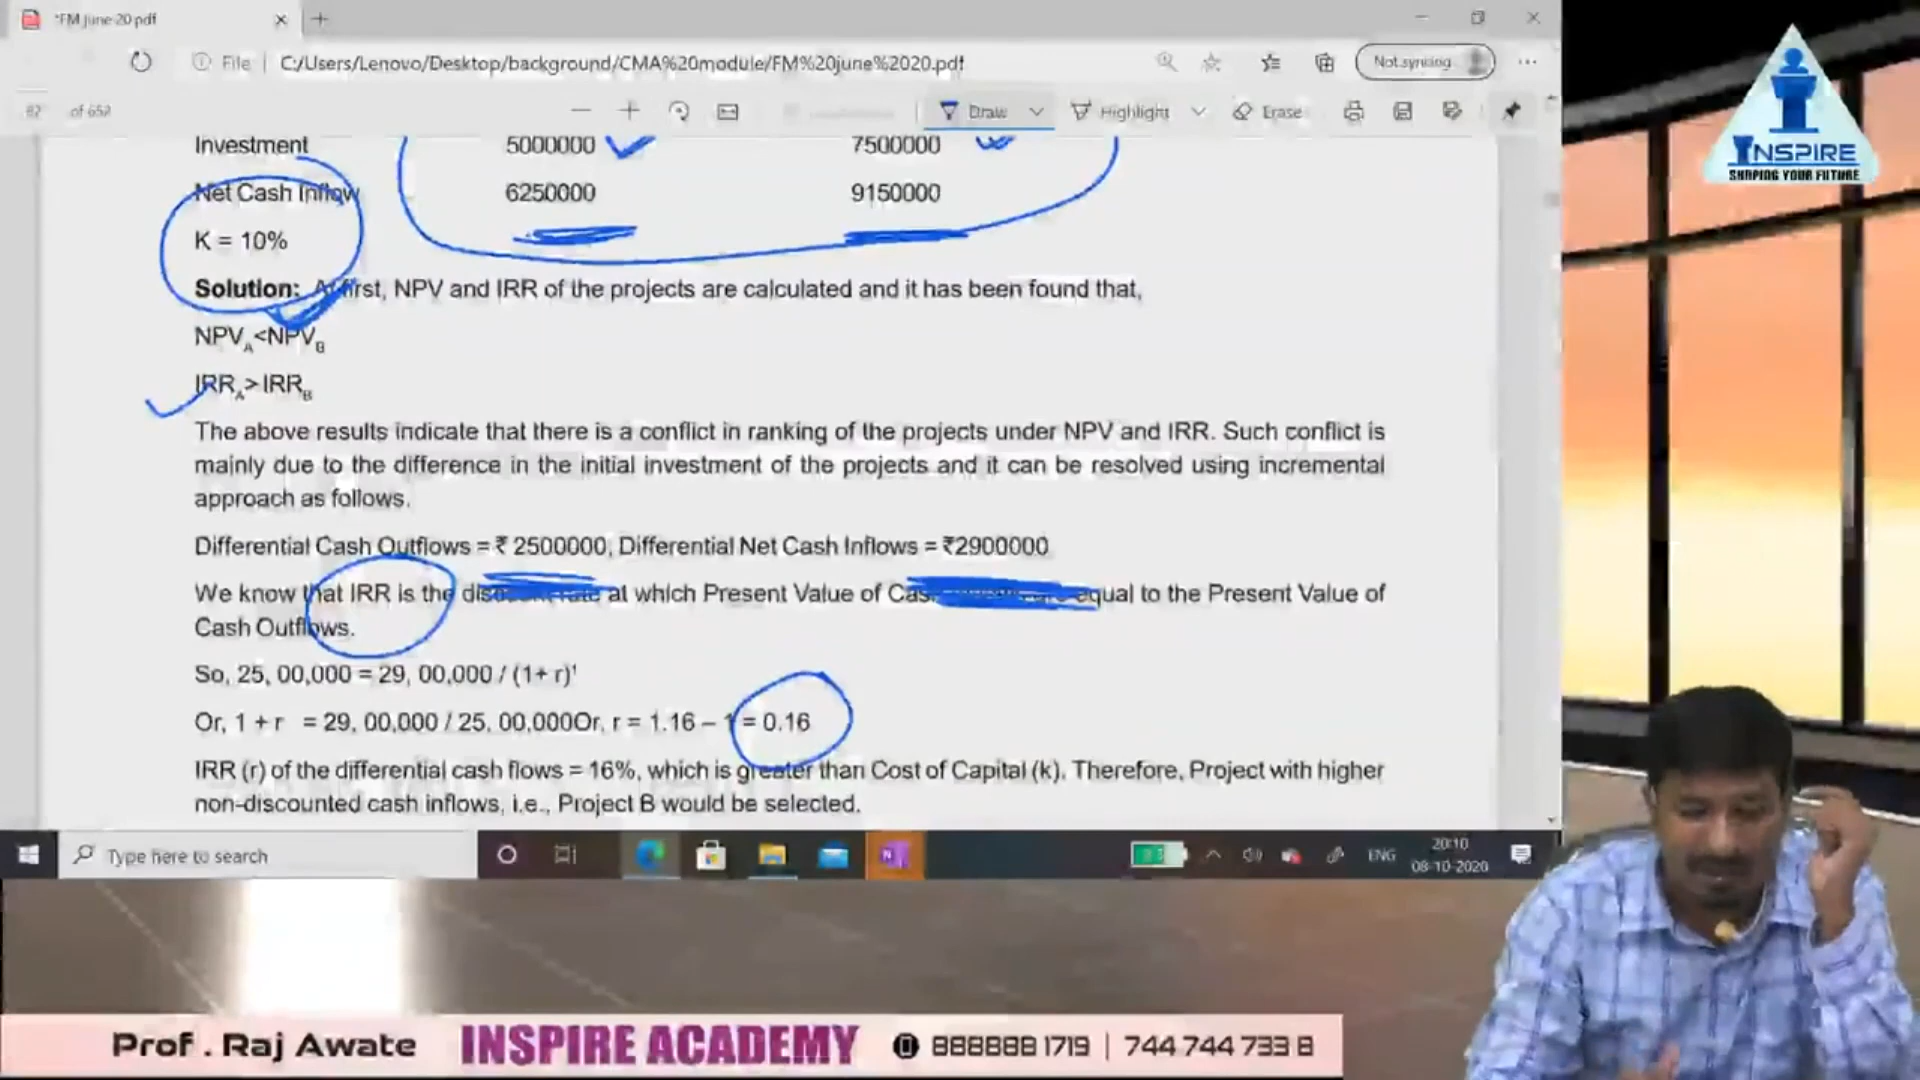 *FM june 20.pdf
File | C:/Users/Lenovo/Desktop/background/CMA%20module/FM%20june%2020.pdf
Not syncing
87 of 652
Draw
Highlight
Erase
NSPIRE
SHAPING YOUR FUTURE
Investment 5000000 7500000
Net Cash Inflow 6250000 9150000
K = 10%
Solution: At first, NPV and IRR of the projects are calculated and it has been found that,
NPVA<NPVB
IRRA> IRRB
The above results indicate that there is a conflict in ranking of the projects under NPV and IRR. Such conflict is
mainly due to the difference in the initial investment of the projects and it can be resolved using incremental
approach as follows.
Differential Cash Outflows = ₹ 2500000, Differential Net Cash Inflows = ₹2900000
We know that IRR is the discount rate at which Present Value of Cash are equal to the Present Value of
Cash Outflows.
So, 25, 00,000 = 29, 00,000 / (1+ r)¹
Or, 1 + r = 29, 00,000 / 25, 00,000Or, r = 1.16 – 1 = 0.16
IRR (r) of the differential cash flows = 16%, which is greater than Cost of Capital (k). Therefore, Project with higher
non-discounted cash inflows, i.e., Project B would be selected.
Type here to search
ENG
20:10
08-10-2020
Prof . Raj Awate INSPIRE ACADEMY 888888 1719 | 744 744 733 8